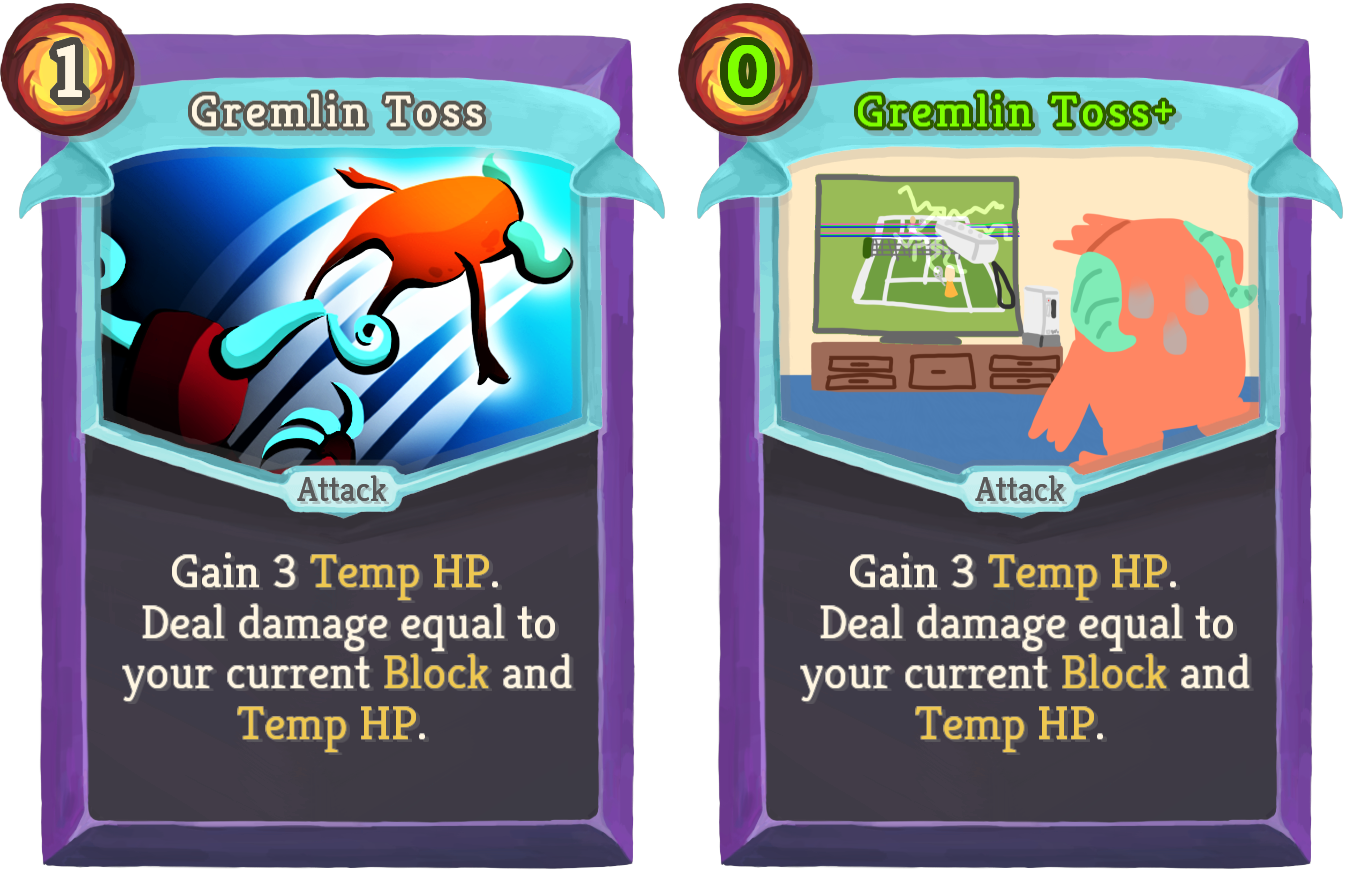 1
Gremlin Toss
Attack
Gain 3 Temp HP.
Deal damage equal to
your current Block and
Temp HP.
0
Gremlin Toss+
Attack
Gain 3 Temp HP.
Deal damage equal to
your current Block and
Temp HP.